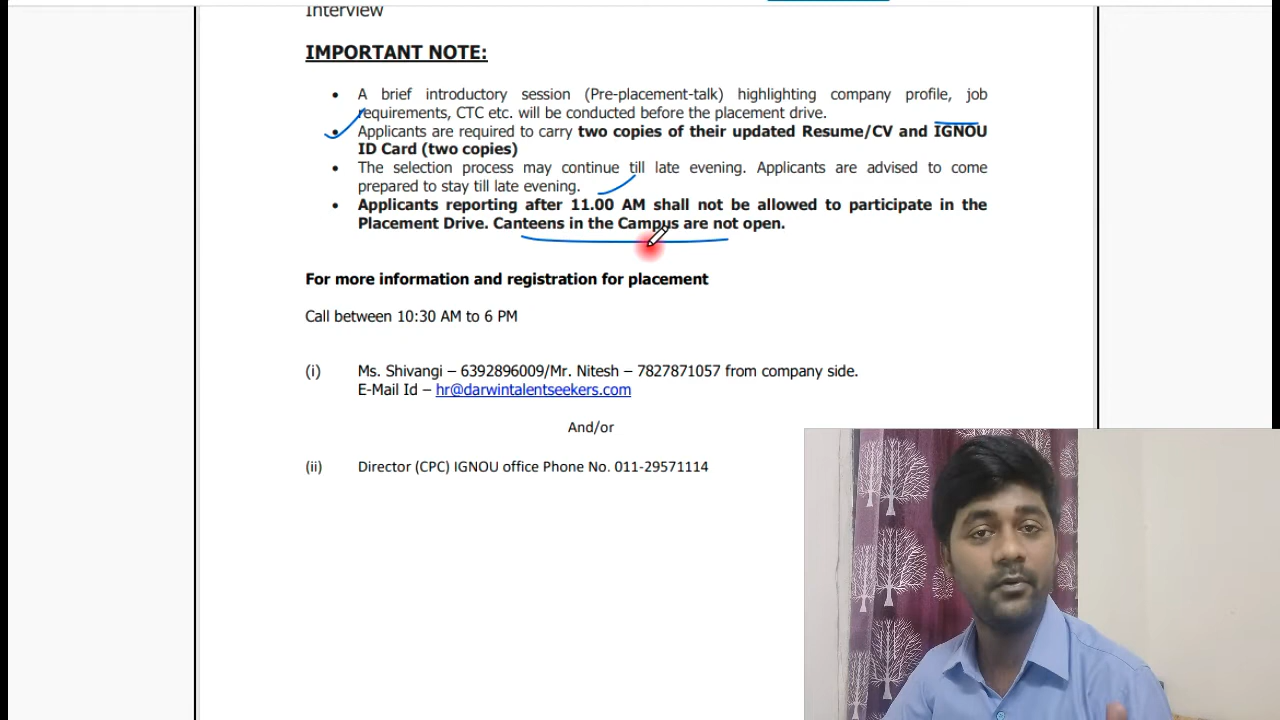 Interview
IMPORTANT NOTE:
• A brief introductory session (Pre-placement-talk) highlighting company profile, job
requirements, CTC etc. will be conducted before the placement drive.
• Applicants are required to carry two copies of their updated Resume/CV and IGNOU
ID Card (two copies)
• The selection process may continue till late evening. Applicants are advised to come
prepared to stay till late evening.
• Applicants reporting after 11.00 AM shall not be allowed to participate in the
Placement Drive. Canteens in the Campus are not open.
For more information and registration for placement
Call between 10:30 AM to 6 PM
(i) Ms. Shivangi – 6392896009/Mr. Nitesh – 7827871057 from company side.
E-Mail Id – hr@darwintalentseekers.com
And/or
(ii) Director (CPC) IGNOU office Phone No. 011-29571114